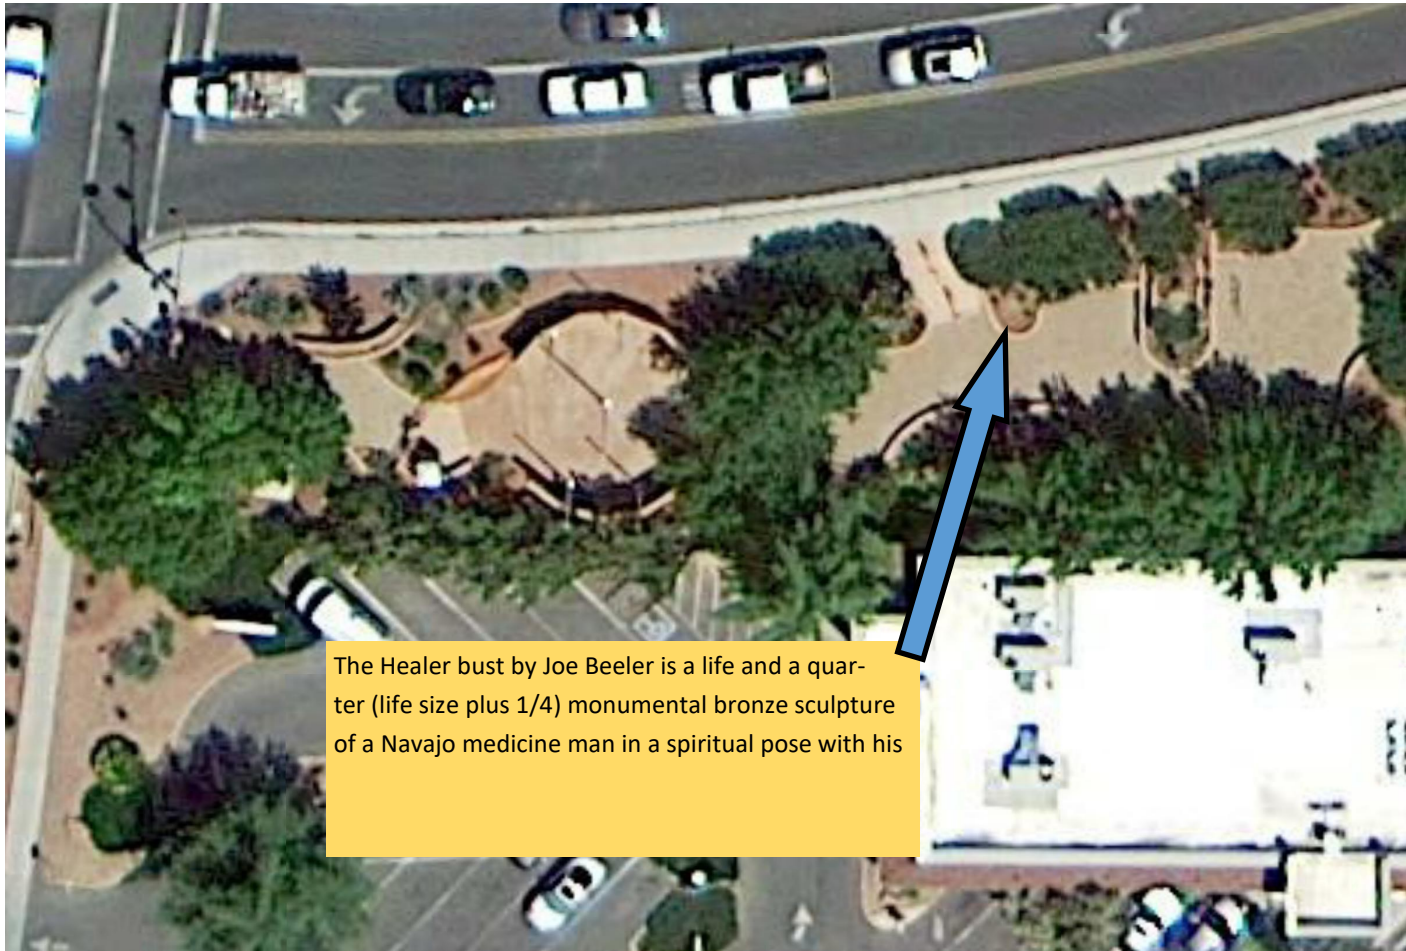 The Healer bust by Joe Beeler is a life and a quar-
ter (life size plus 1/4) monumental bronze sculpture
of a Navajo medicine man in a spiritual pose with his